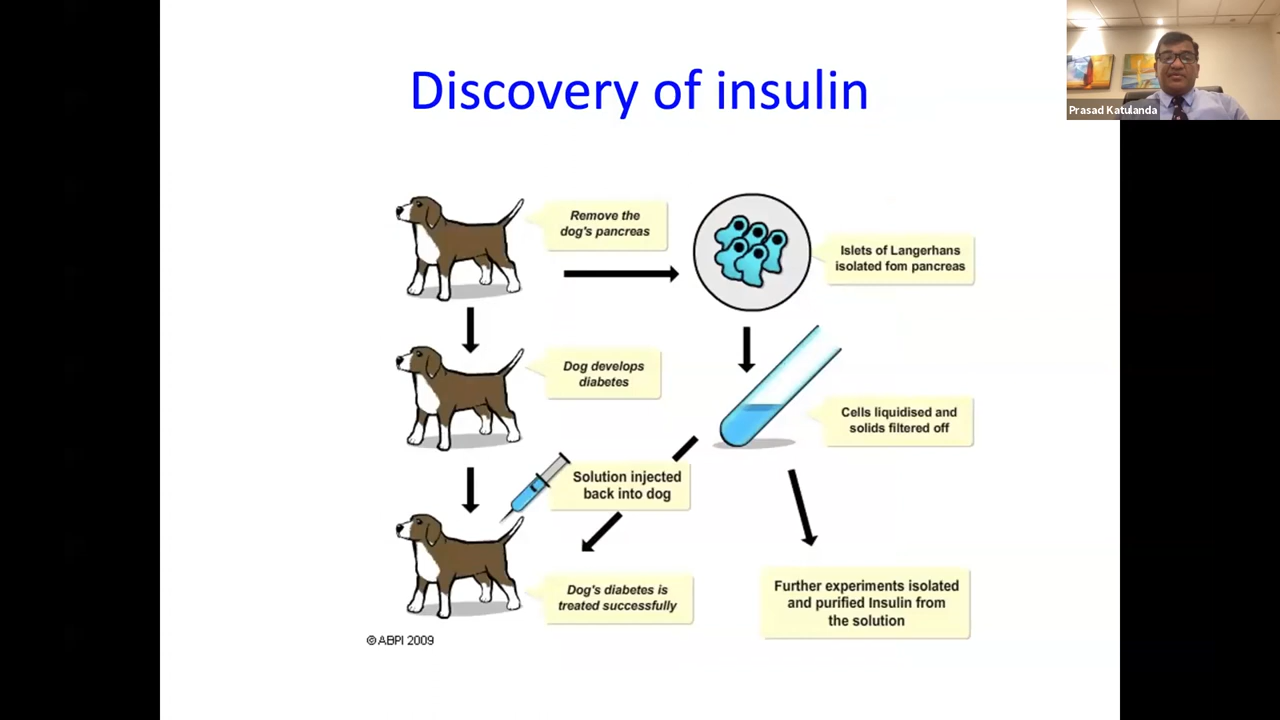 Discovery of insulin
Prasad Katulanda
Remove the
dog's pancreas
Islets of Langerhans
isolated fom pancreas
Dog develops
diabetes
Cells liquidised and
solids filtered off
Solution injected
back into dog
Dog's diabetes is
treated successfully
Further experiments isolated
and purified Insulin from
the solution
© ABPI 2009